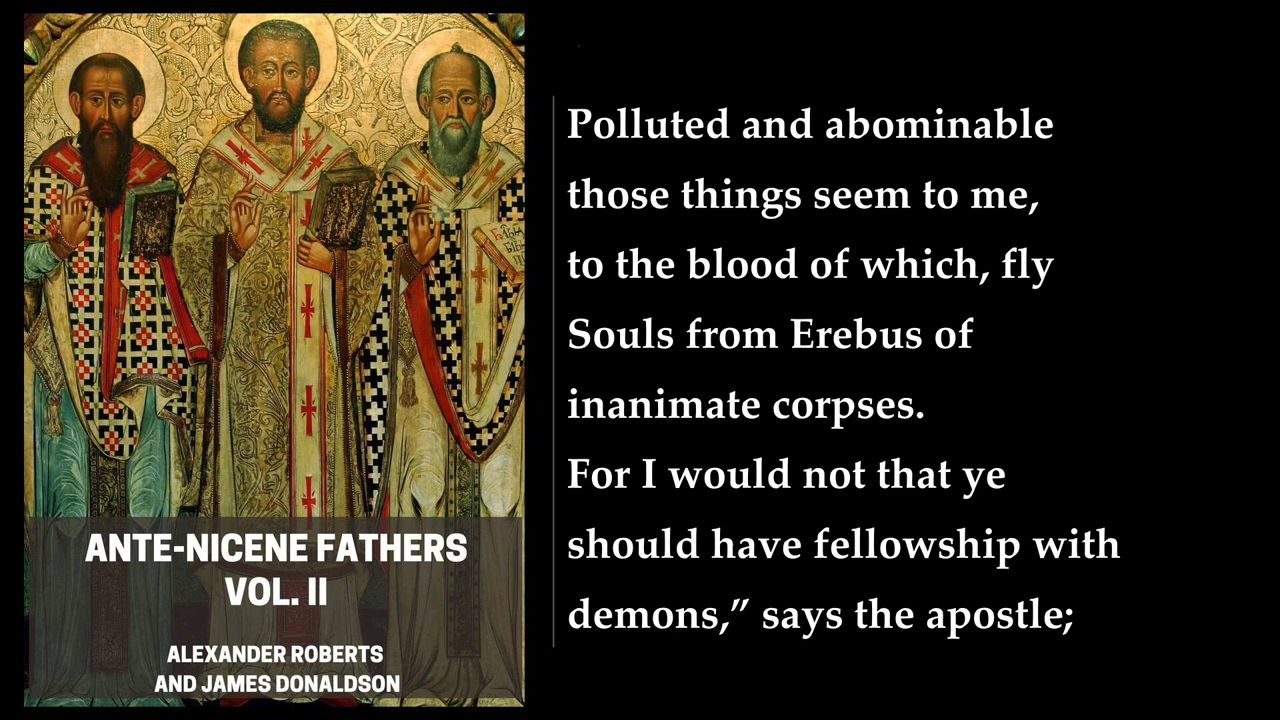 ANTE-NICENE FATHERS
VOL. II
ALEXANDER ROBERTS
AND JAMES DONALDSON
Polluted and abominable
those things seem to me,
to the blood of which, fly
Souls from Erebus of
inanimate corpses.
For I would not that ye
should have fellowship with
demons,” says the apostle;